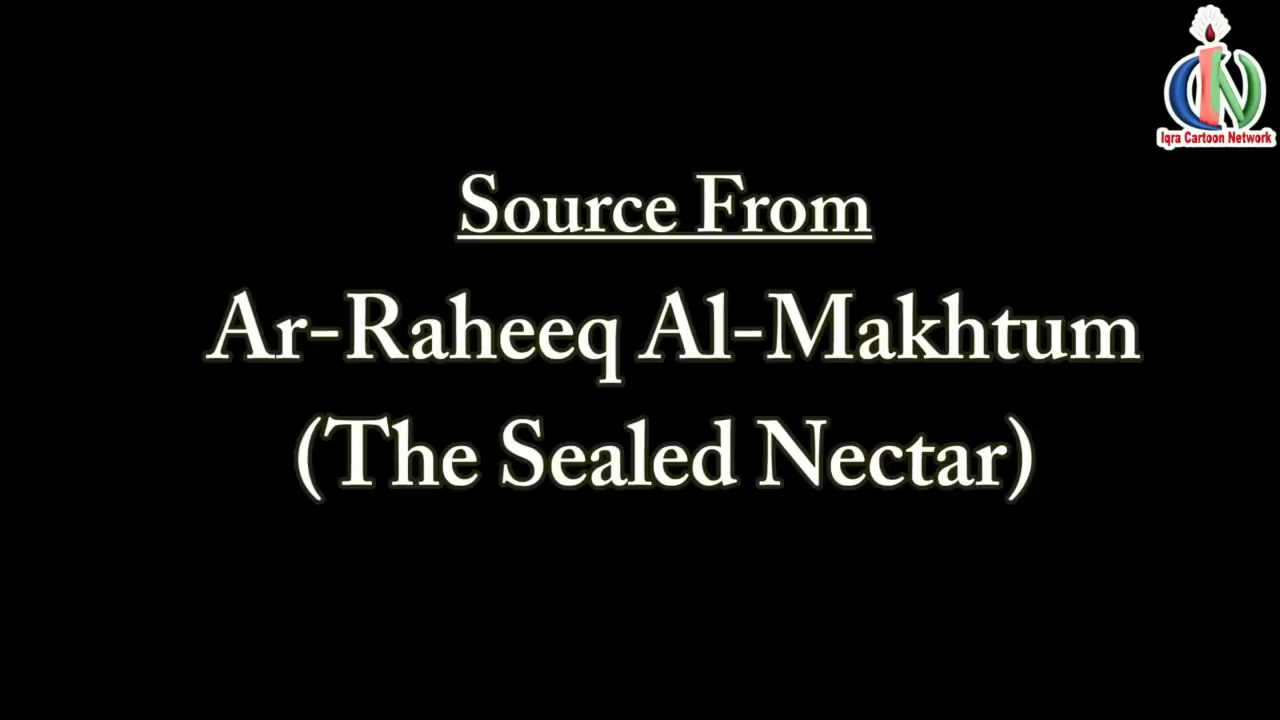 Iqra Cartoon Network
Source From
Ar-Raheeq Al-Makhtum
(The Sealed Nectar)